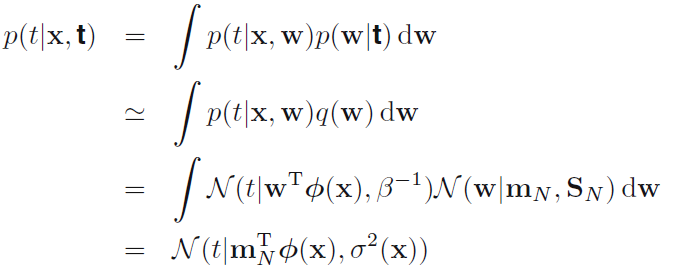 p(t|x, t) = ∫ p(t|x, w)p(w|t) dw
≃ ∫ p(t|x, w)q(w) dw
= ∫ 𝒩(t|wᵀϕ(x), β⁻¹)𝒩(w|m_N, S_N) dw
= 𝒩(t|m_Nᵀϕ(x), σ²(x))